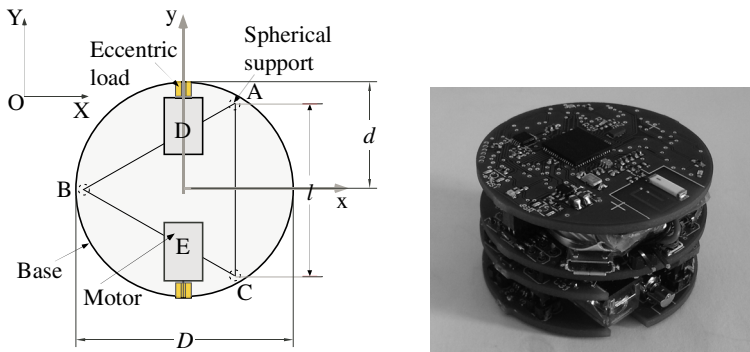 Y
y
Eccentric
load
Spherical
support
A
O
X
D
d
B
l
x
E
Base
Motor
C
D